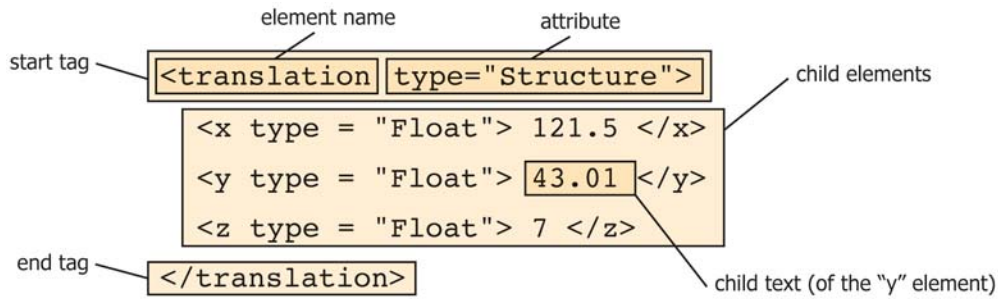 element name
attribute
start tag
<translation type="Structure">
child elements
<x type = "Float"> 121.5 </x>
<y type = "Float"> 43.01 </y>
<z type = "Float"> 7 </z>
end tag
</translation>
child text (of the “y” element)